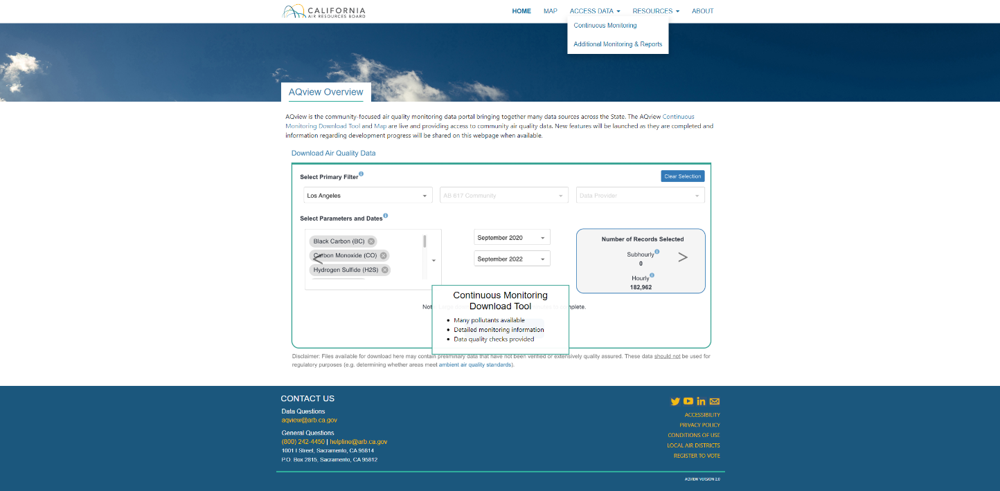 CALIFORNIA
AIR RESOURCES BOARD
HOME MAP ACCESS DATA RESOURCES ABOUT
Continuous Monitoring
Additional Monitoring & Reports
AQview Overview
AQview is the community-focused air quality monitoring data portal bringing together many data sources across the State. The AQview Continuous
Monitoring Download Tool and Map are live and providing access to community air quality data. New features will be launched as they are completed and
information regarding development progress will be shared on this webpage when available.
Download Air Quality Data
Select Primary Filter
Clear Selection
Los Angeles
AB 617 Community
Data Provider
Select Parameters and Dates
Black Carbon (BC)
Carbon Monoxide (CO)
Hydrogen Sulfide (H2S)
September 2020
September 2022
Number of Records Selected
Subhourly
0
Hourly
182,962
<
>
Continuous Monitoring
Download Tool
• Many pollutants available
• Detailed monitoring information
• Data quality checks provided
Disclaimer: Files available for download here may contain preliminary data that have not been verified or extensively quality assured. These data should not be used for
regulatory purposes (e.g. determining whether areas meet ambient air quality standards).
CONTACT US
Data Questions
aqview@arb.ca.gov
General Questions
(800) 242-4450 | helpline@arb.ca.gov
1001 I Street, Sacramento, CA 95814
P.O. Box 2815, Sacramento, CA 95812
ACCESSIBILITY
PRIVACY POLICY
CONDITIONS OF USE
LOCAL AIR DISTRICTS
REGISTER TO VOTE
AQVIEW VERSION 2.0